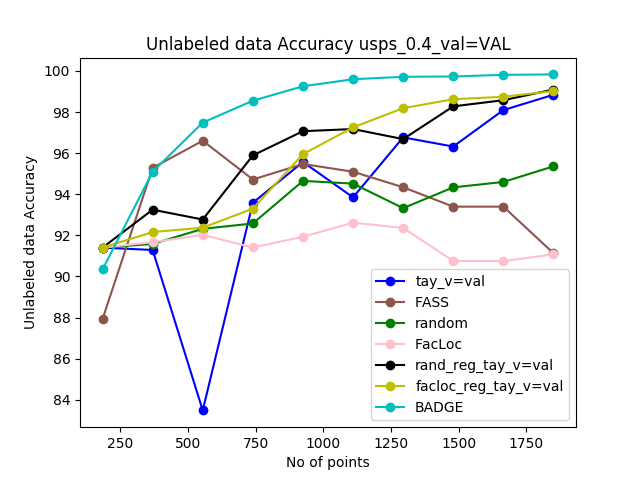 Unlabeled data Accuracy usps_0.4_val=VAL
Unlabeled data Accuracy
100
98
96
94
92
90
88
86
84
250
500
750
1000
1250
1500
1750
No of points
tay_v=val
FASS
random
FacLoc
rand_reg_tay_v=val
facloc_reg_tay_v=val
BADGE